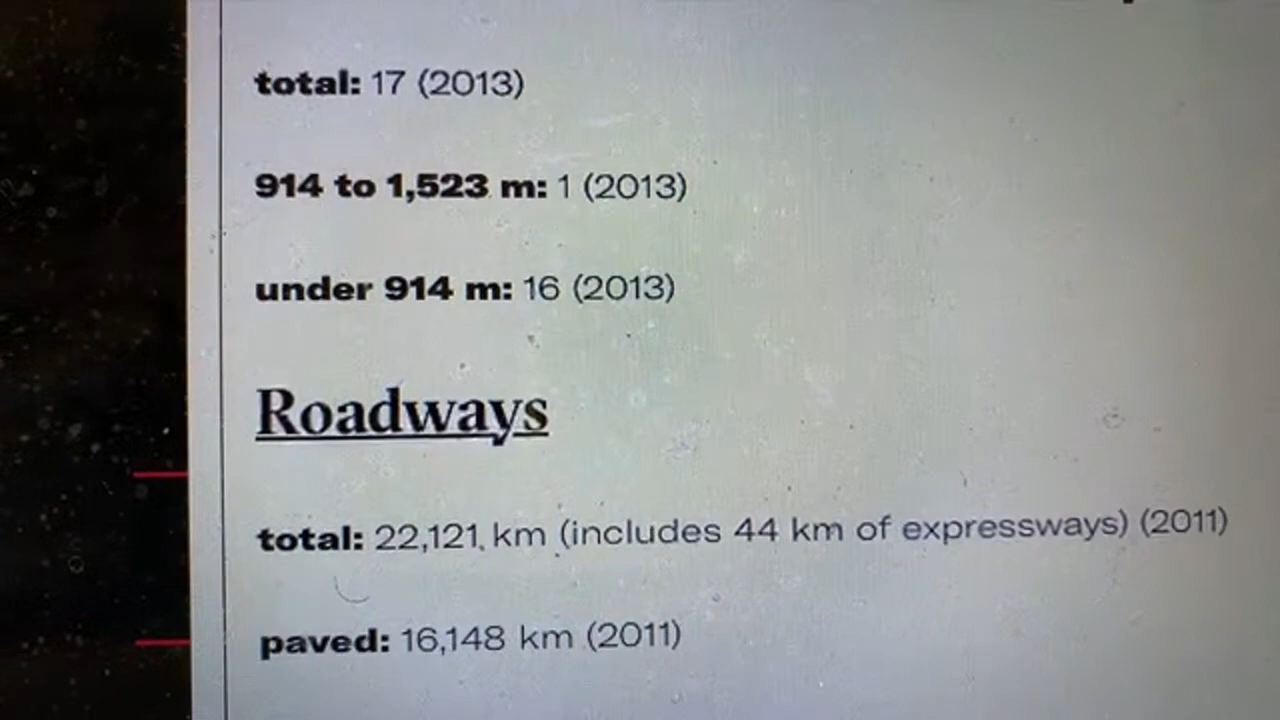 total: 17 (2013)
914 to 1,523 m: 1 (2013)
under 914 m: 16 (2013)
Roadways
total: 22,121 km (includes 44 km of expressways) (2011)
paved: 16,148 km (2011)